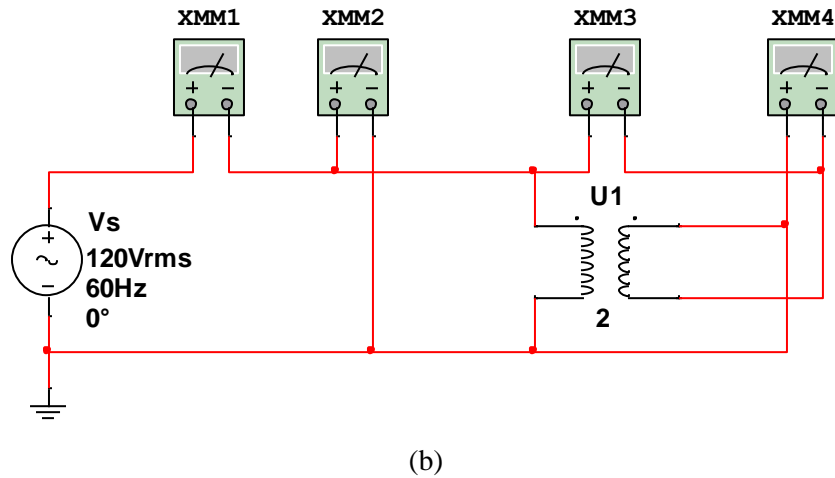 XMM1 XMM2 XMM3 XMM4
+ − + − + − + −
U1
Vs
+
120Vrms
60Hz
−
0°
2
(b)